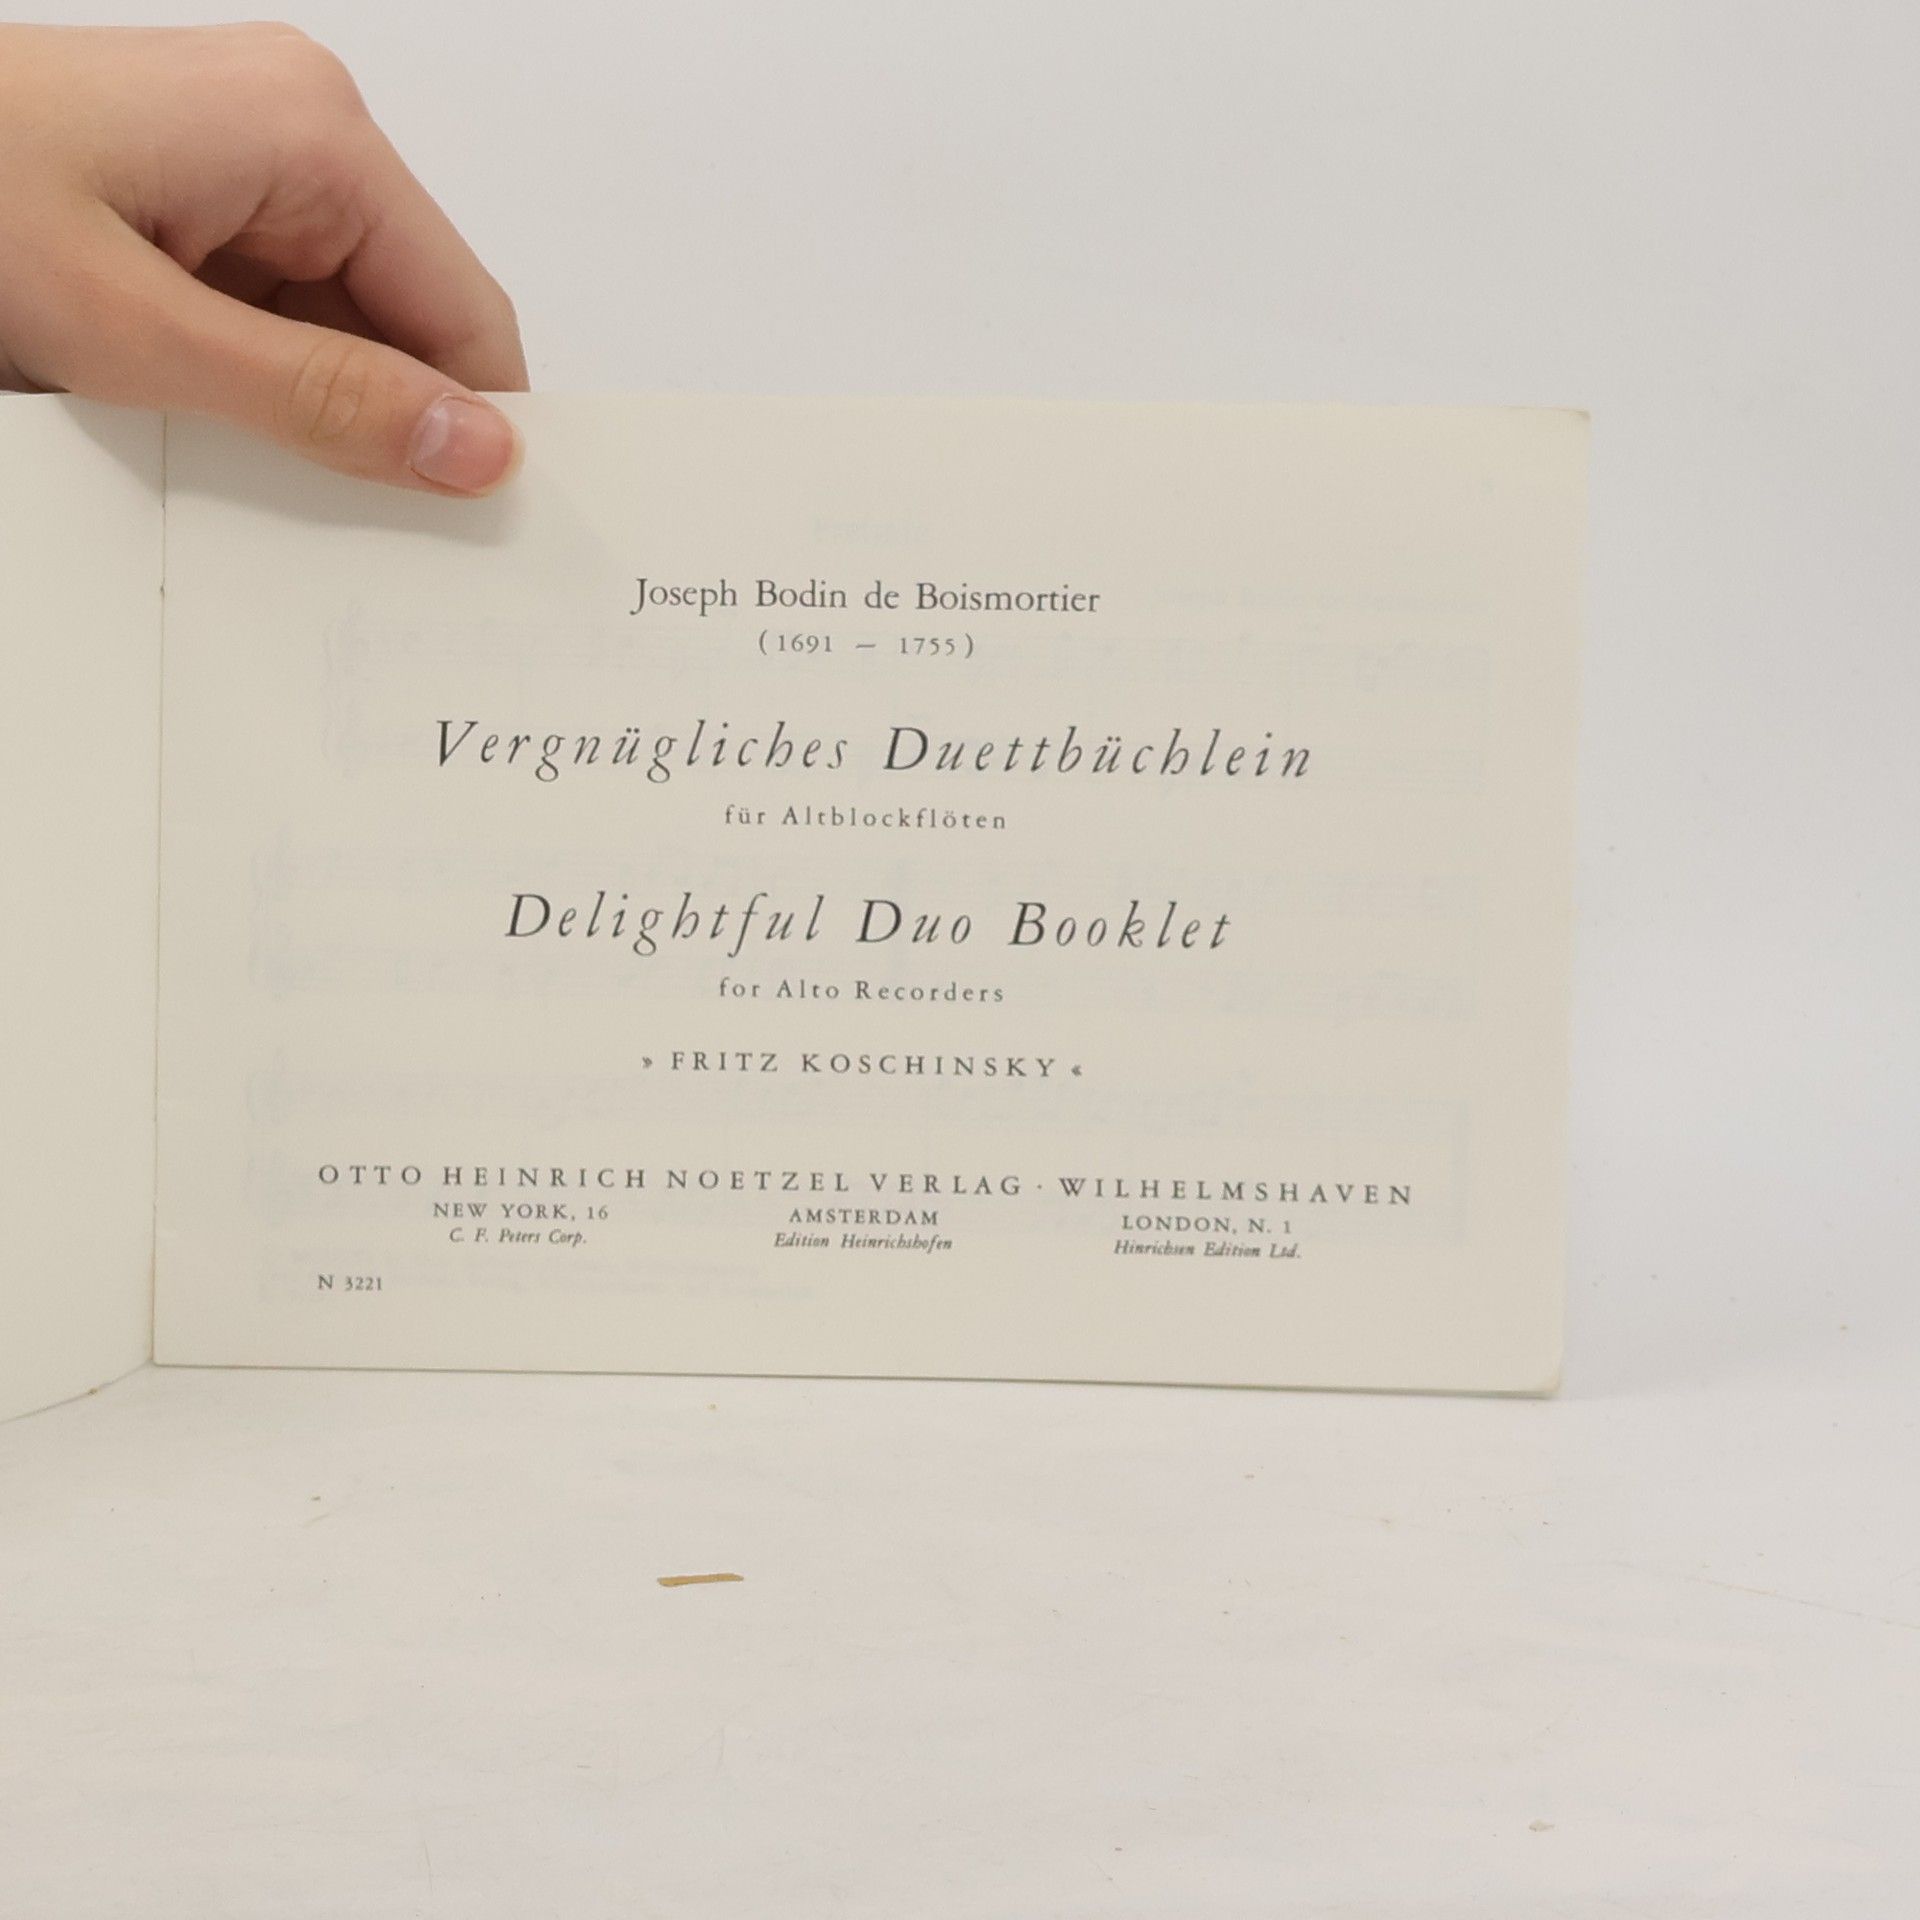 Joseph Bodin de Boismortier
(1691 — 1755)
Vergnügliches Duettbüchlein
für Altblockflöten
Delightful Duo Booklet
for Alto Recorders
» FRITZ KOSCHINSKY «
OTTO HEINRICH NOETZEL VERLAG · WILHELMSHAVEN
NEW YORK, 16 AMSTERDAM LONDON, N. 1
C. F. Peters Corp. Edition Heinrichshofen Hinrichsen Edition Ltd.
N 3221